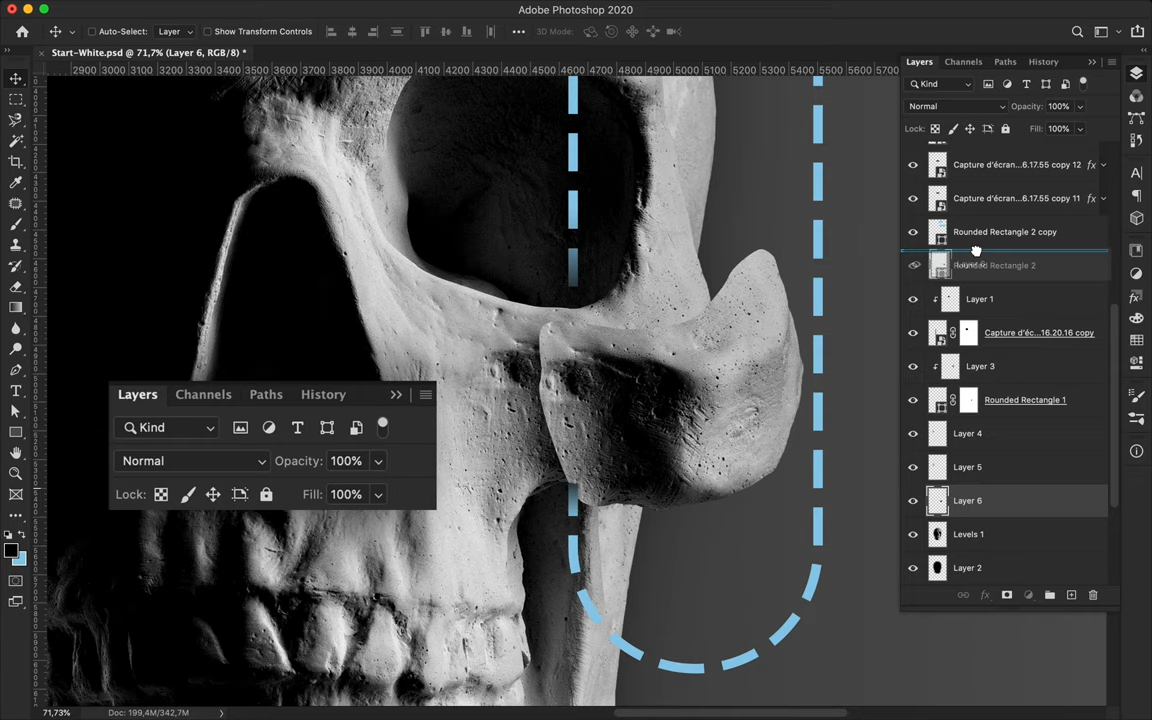 Adobe Photoshop 2020
Auto-Select: Layer Show Transform Controls 3D Mode:
Start-White.psd @ 71,7% (Layer 6, RGB/8) *
2900 3000 3100 3200 3300 3400 3500 3600 3700 3800 3900 4000 4100 4200 4300 4400 4500 4600 4700 4800 4900 5000 5100 5200 5300 5400 5500 5600 5700
Layers Channels Paths History
Kind
Normal Opacity: 100%
Lock: Fill: 100%
Capture d'écran...6.17.55 copy 12 fx
Capture d'écran...6.17.55 copy 11 fx
Rounded Rectangle 2 copy
Rounded Rectangle 2
Layer 1
Capture d'éc...16.20.16 copy
Layer 3
Rounded Rectangle 1
Layer 4
Layer 5
Layer 6
Levels 1
Layer 2
fx
Layers Channels Paths History
Kind
Normal Opacity: 100%
Lock: Fill: 100%
71,73% Doc: 199,4M/342,7M